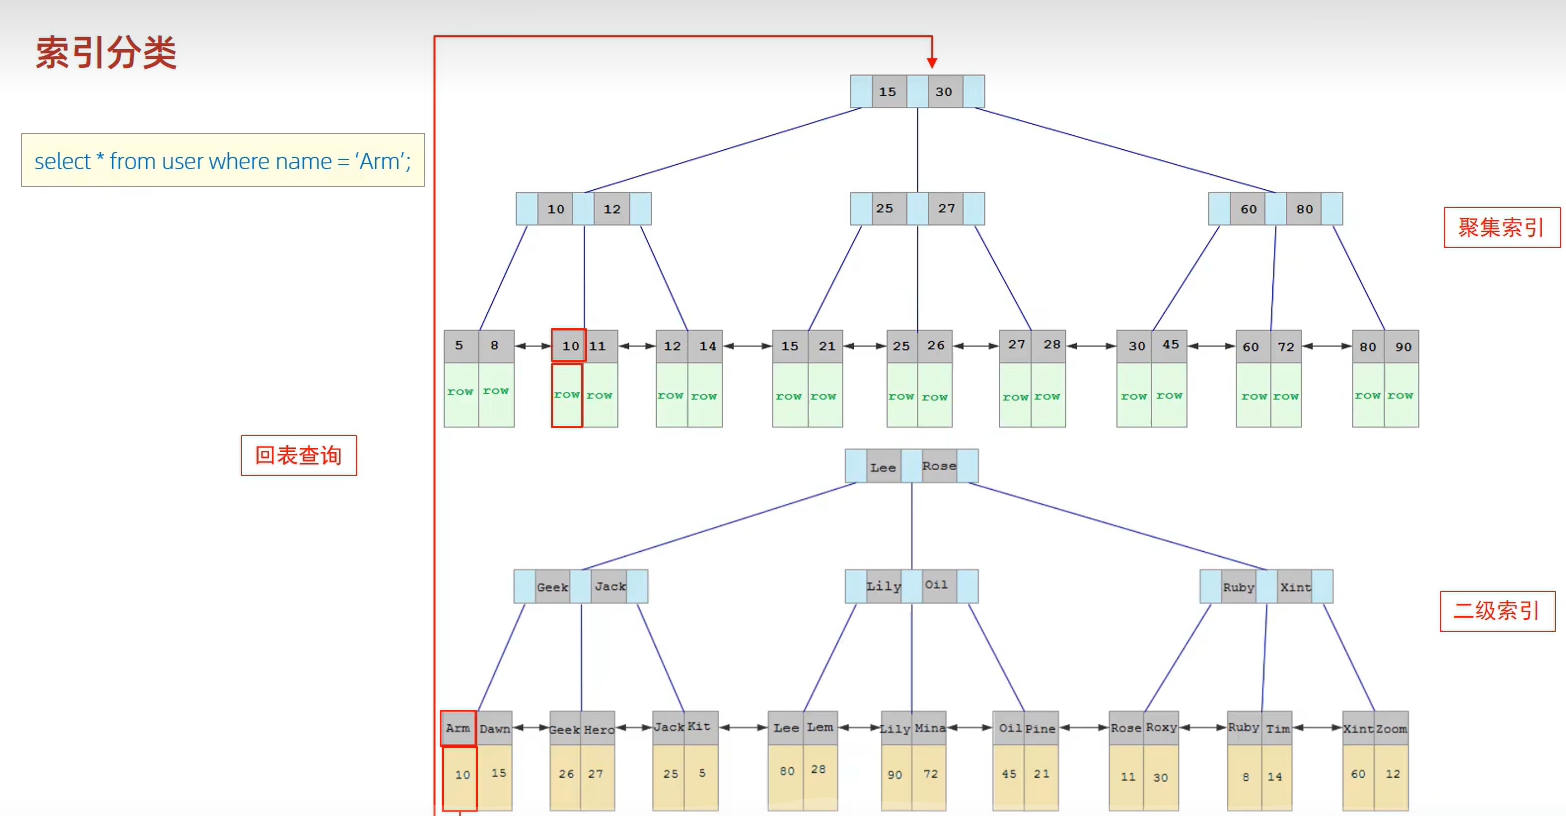 索引分类
select * from user where name = ‘Arm’;
15 30
10 12 25 27 60 80
聚集索引
5 8 10 11 12 14 15 21 25 26 27 28 30 45 60 72 80 90
row row row row row row row row row row row row row row row row row row
回表查询
Lee Rose
Geek Jack Lily Oil Ruby Xint
二级索引
Arm Dawn Geek Hero Jack Kit Lee Lem Lily Mina Oil Pine Rose Roxy Ruby Tim Xint Zoom
10 15 26 27 25 5 80 28 90 72 45 21 11 30 8 14 60 12